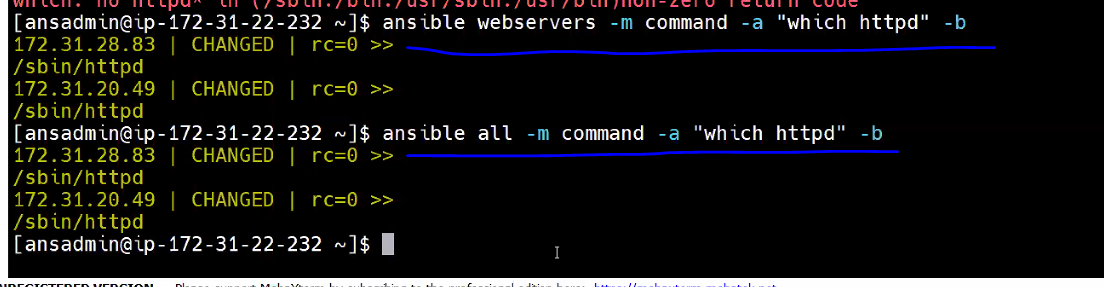 which: no httpd* in (/sbin:/bin:/usr/sbin:/usr/bin)non-zero return code
[ansadmin@ip-172-31-22-232 ~]$ ansible webservers -m command -a "which httpd" -b
172.31.28.83 | CHANGED | rc=0 >>
/sbin/httpd
172.31.20.49 | CHANGED | rc=0 >>
/sbin/httpd
[ansadmin@ip-172-31-22-232 ~]$ ansible all -m command -a "which httpd" -b
172.31.28.83 | CHANGED | rc=0 >>
/sbin/httpd
172.31.20.49 | CHANGED | rc=0 >>
/sbin/httpd
[ansadmin@ip-172-31-22-232 ~]$
VERSION Please support MobaXterm by subscribing to the professional edition here: https://mobaxterm.mobatek.net